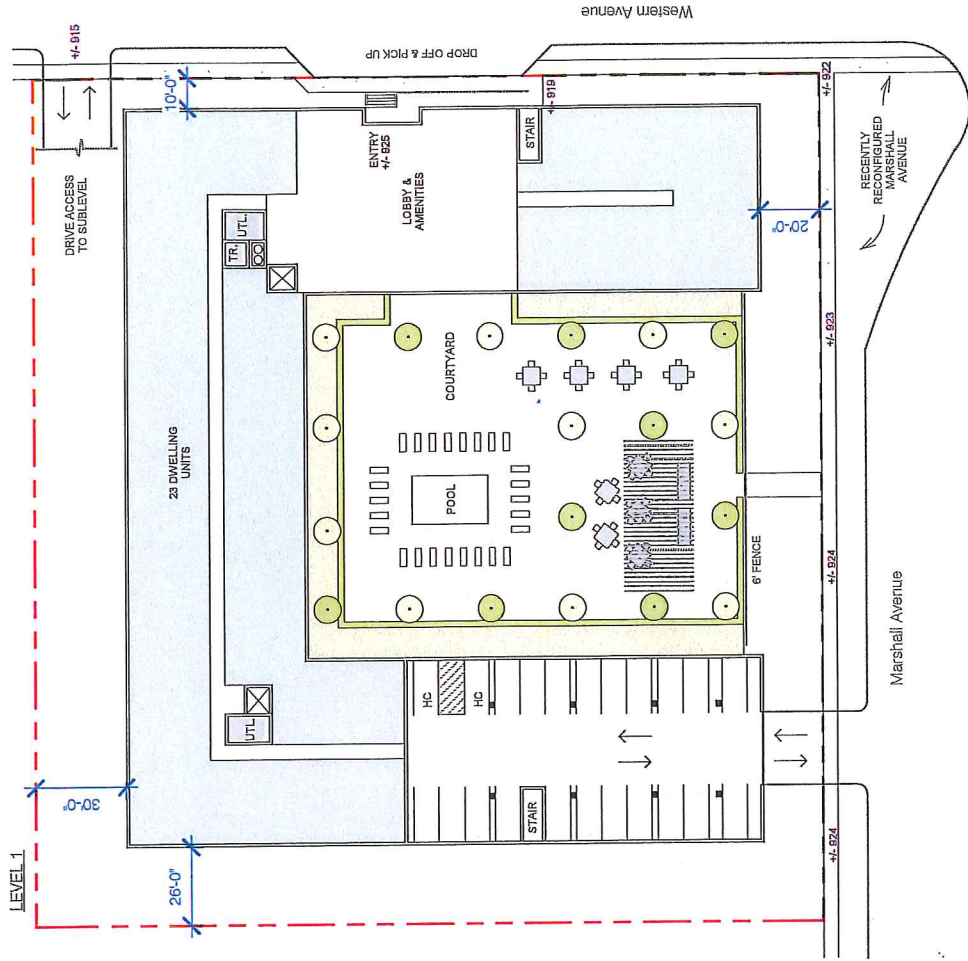 LEVEL 1
+/- 915
DRIVE ACCESS
TO SUBLEVEL
10'-0"
30'-0"
26'-0"
DROP OFF & PICK UP
Western Avenue
23 DWELLING
UNITS
TR.
UTL.
UTL.
ENTRY
+/- 925
LOBBY &
AMENITIES
STAIR
+/- 919
+/- 922
20'-0"
RECENTLY
RECONFIGURED
MARSHALL
AVENUE
COURTYARD
POOL
HC
HC
STAIR
6' FENCE
+/- 923
+/- 924
+/- 924
Marshall Avenue